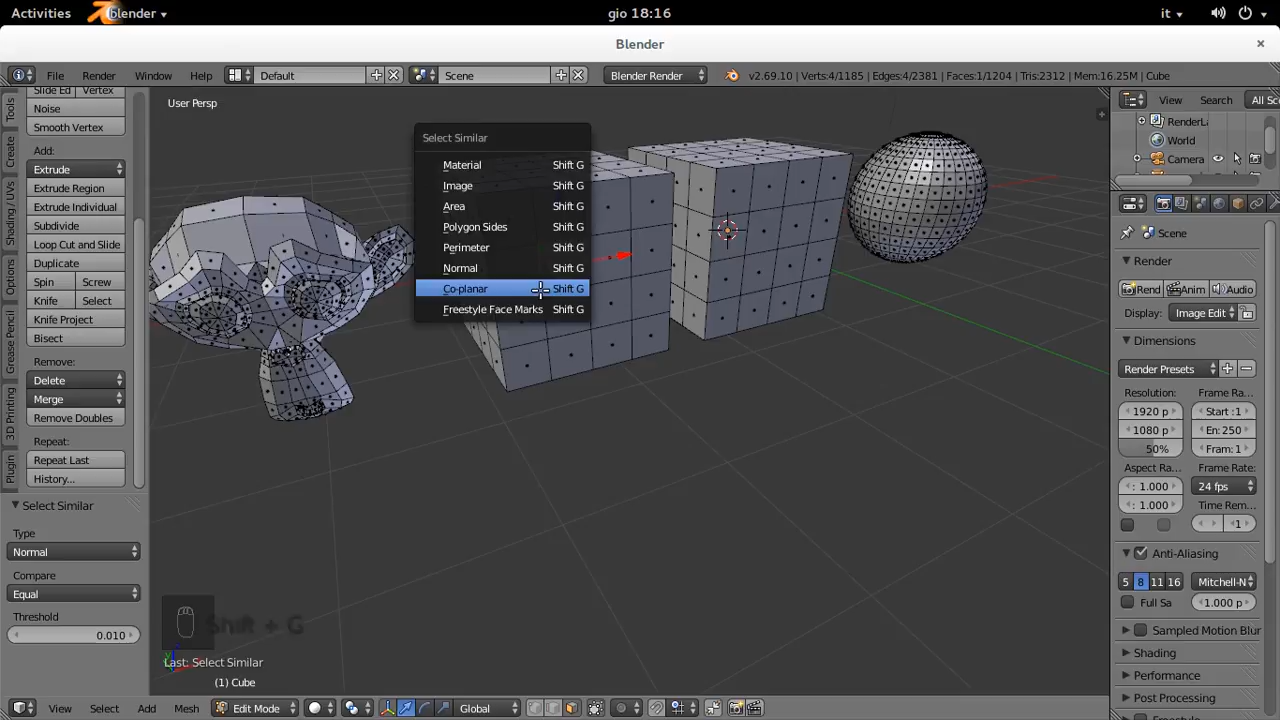 Activities
blender
gio 18:16
it
Blender
File Render Window Help Default Scene Blender Render v2.69.10 | Verts:4/1185 | Edges:4/2381 | Faces:1/1204 | Tris:2312 | Mem:16.25M | Cube
Tools
Create
Shading / UVs
Options
Grease Pencil
3D Printing
Plugin
Slide Ed Vertex
Noise
Smooth Vertex
Add:
Extrude
Extrude Region
Extrude Individual
Subdivide
Loop Cut and Slide
Duplicate
Spin Screw
Knife Select
Knife Project
Bisect
Remove:
Delete
Merge
Remove Doubles
Repeat:
Repeat Last
History...
Select Similar
Type
Normal
Compare
Equal
Threshold
0.010
User Persp
Select Similar
Material Shift G
Image Shift G
Area Shift G
Polygon Sides Shift G
Perimeter Shift G
Normal Shift G
Co-planar Shift G
Freestyle Face Marks Shift G
Shift + G
Last: Select Similar
(1) Cube
View Select Add Mesh Edit Mode Global
View Search All Sc
RenderLa
World
Camera
Scene
Render
Rend Anim Audio
Display: Image Edit
Dimensions
Render Presets
Resolution: Frame Ra...
1920 p Start :1
1080 p En: 250
50% Fram: 1
Aspect Ra... Frame Rate:
: 1.000 24 fps
: 1.000 Time Rem...
:1
Anti-Aliasing
5 8 11 16 Mitchell-N
Full Sa 1.000 p
Sampled Motion Blur
Shading
Performance
Post Processing